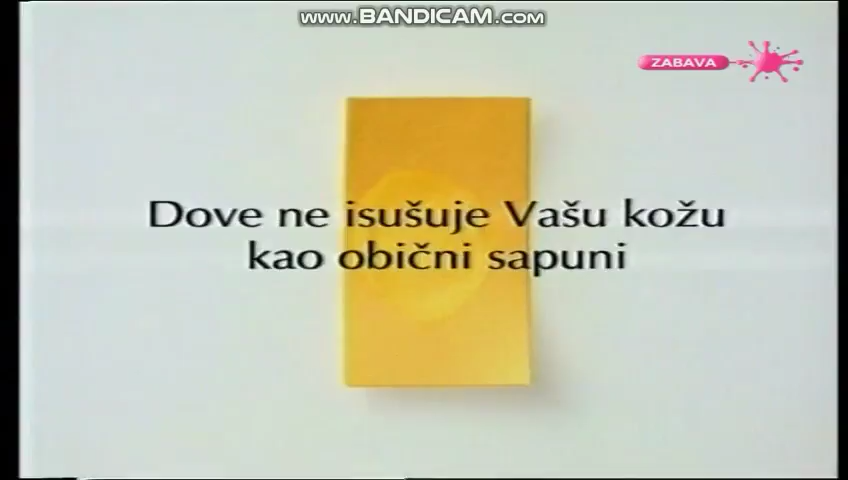 www.BANDICAM.com
ZABAVA
Dove ne isušuje Vašu kožu
kao obični sapuni